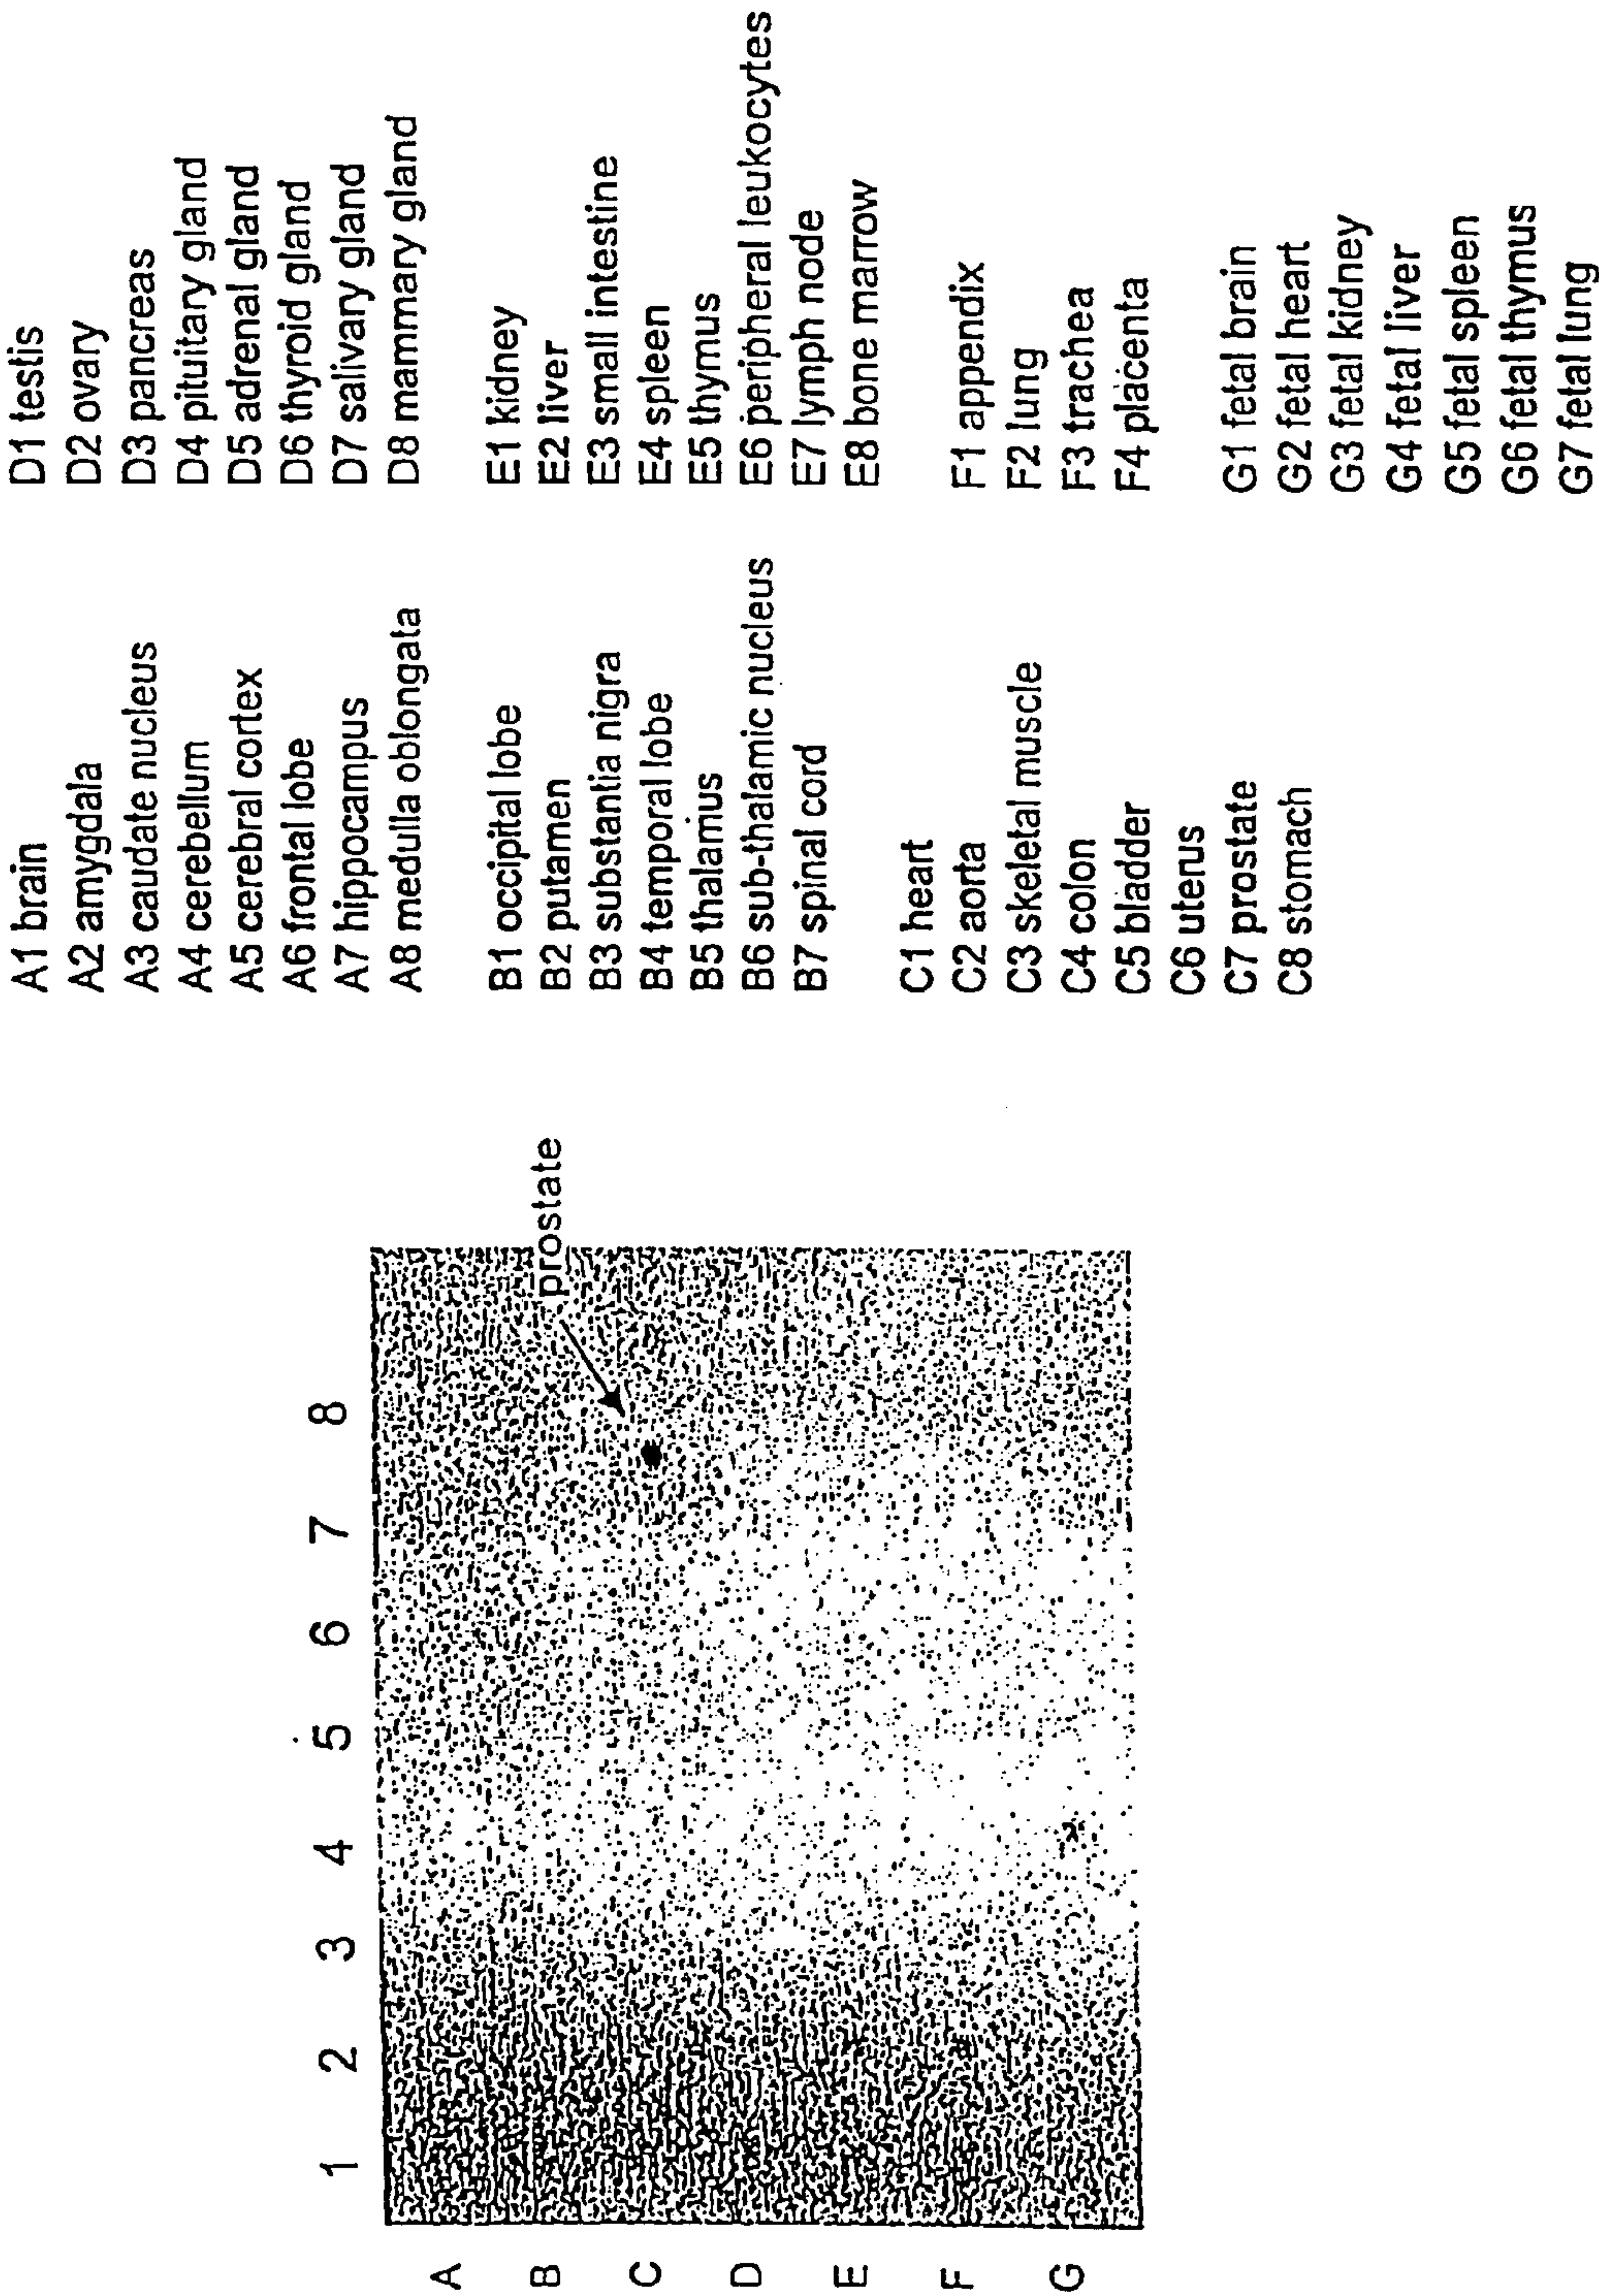 1 2 3 4 5 6 7 8
A
B
C
D
E
F
G
prostate
A1 brain
A2 amygdala
A3 caudate nucleus
A4 cerebellum
A5 cerebral cortex
A6 frontal lobe
A7 hippocampus
A8 medulla oblongata
B1 occipital lobe
B2 putamen
B3 substantia nigra
B4 temporal lobe
B5 thalamus
B6 sub-thalamic nucleus
B7 spinal cord
C1 heart
C2 aorta
C3 skeletal muscle
C4 colon
C5 bladder
C6 uterus
C7 prostate
C8 stomach
D1 testis
D2 ovary
D3 pancreas
D4 pituitary gland
D5 adrenal gland
D6 thyroid gland
D7 salivary gland
D8 mammary gland
E1 kidney
E2 liver
E3 small intestine
E4 spleen
E5 thymus
E6 peripheral leukocytes
E7 lymph node
E8 bone marrow
F1 appendix
F2 lung
F3 trachea
F4 placenta
G1 fetal brain
G2 fetal heart
G3 fetal kidney
G4 fetal liver
G5 fetal spleen
G6 fetal thymus
G7 fetal lung